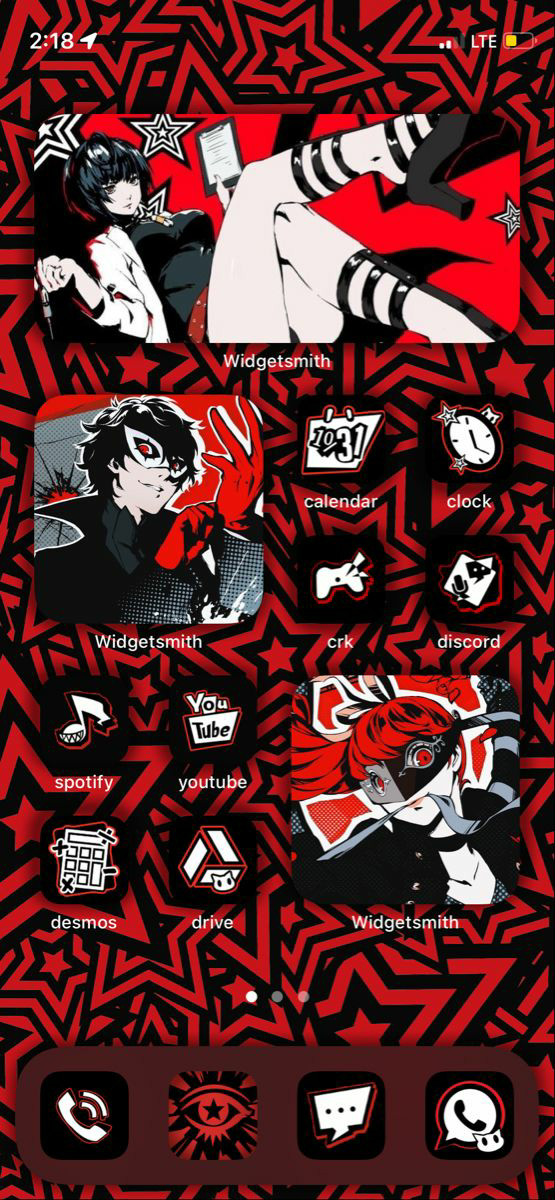 2:18
LTE
Widgetsmith
10/31
calendar
clock
Widgetsmith
crk
discord
You
Tube
spotify
youtube
desmos
drive
Widgetsmith